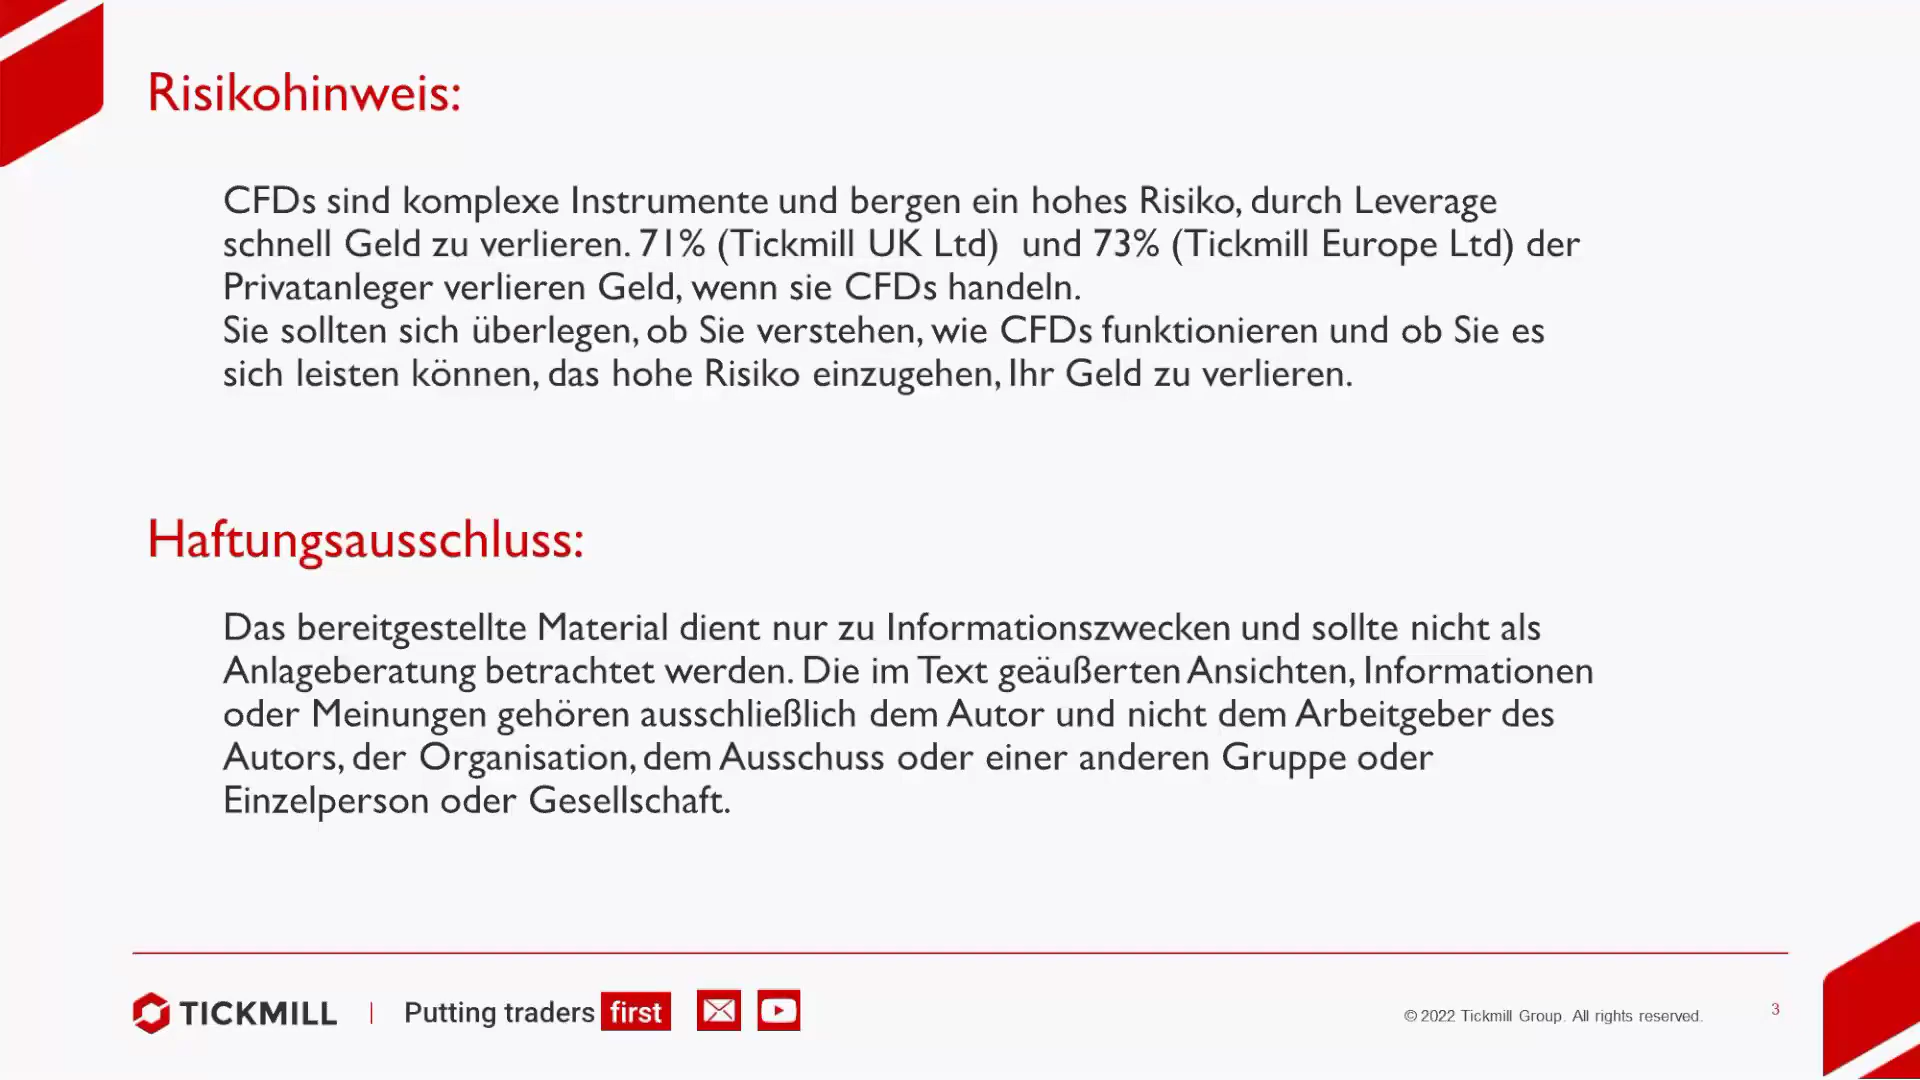 Risikohinweis:
CFDs sind komplexe Instrumente und bergen ein hohes Risiko, durch Leverage
schnell Geld zu verlieren. 71% (Tickmill UK Ltd)  und 73% (Tickmill Europe Ltd) der
Privatanleger verlieren Geld, wenn sie CFDs handeln.
Sie sollten sich überlegen, ob Sie verstehen, wie CFDs funktionieren und ob Sie es
sich leisten können, das hohe Risiko einzugehen, Ihr Geld zu verlieren.
Haftungsausschluss:
Das bereitgestellte Material dient nur zu Informationszwecken und sollte nicht als
Anlageberatung betrachtet werden. Die im Text geäußerten Ansichten, Informationen
oder Meinungen gehören ausschließlich dem Autor und nicht dem Arbeitgeber des
Autors, der Organisation, dem Ausschuss oder einer anderen Gruppe oder
Einzelperson oder Gesellschaft.
TICKMILL | Putting traders first
© 2022 Tickmill Group. All rights reserved.
3